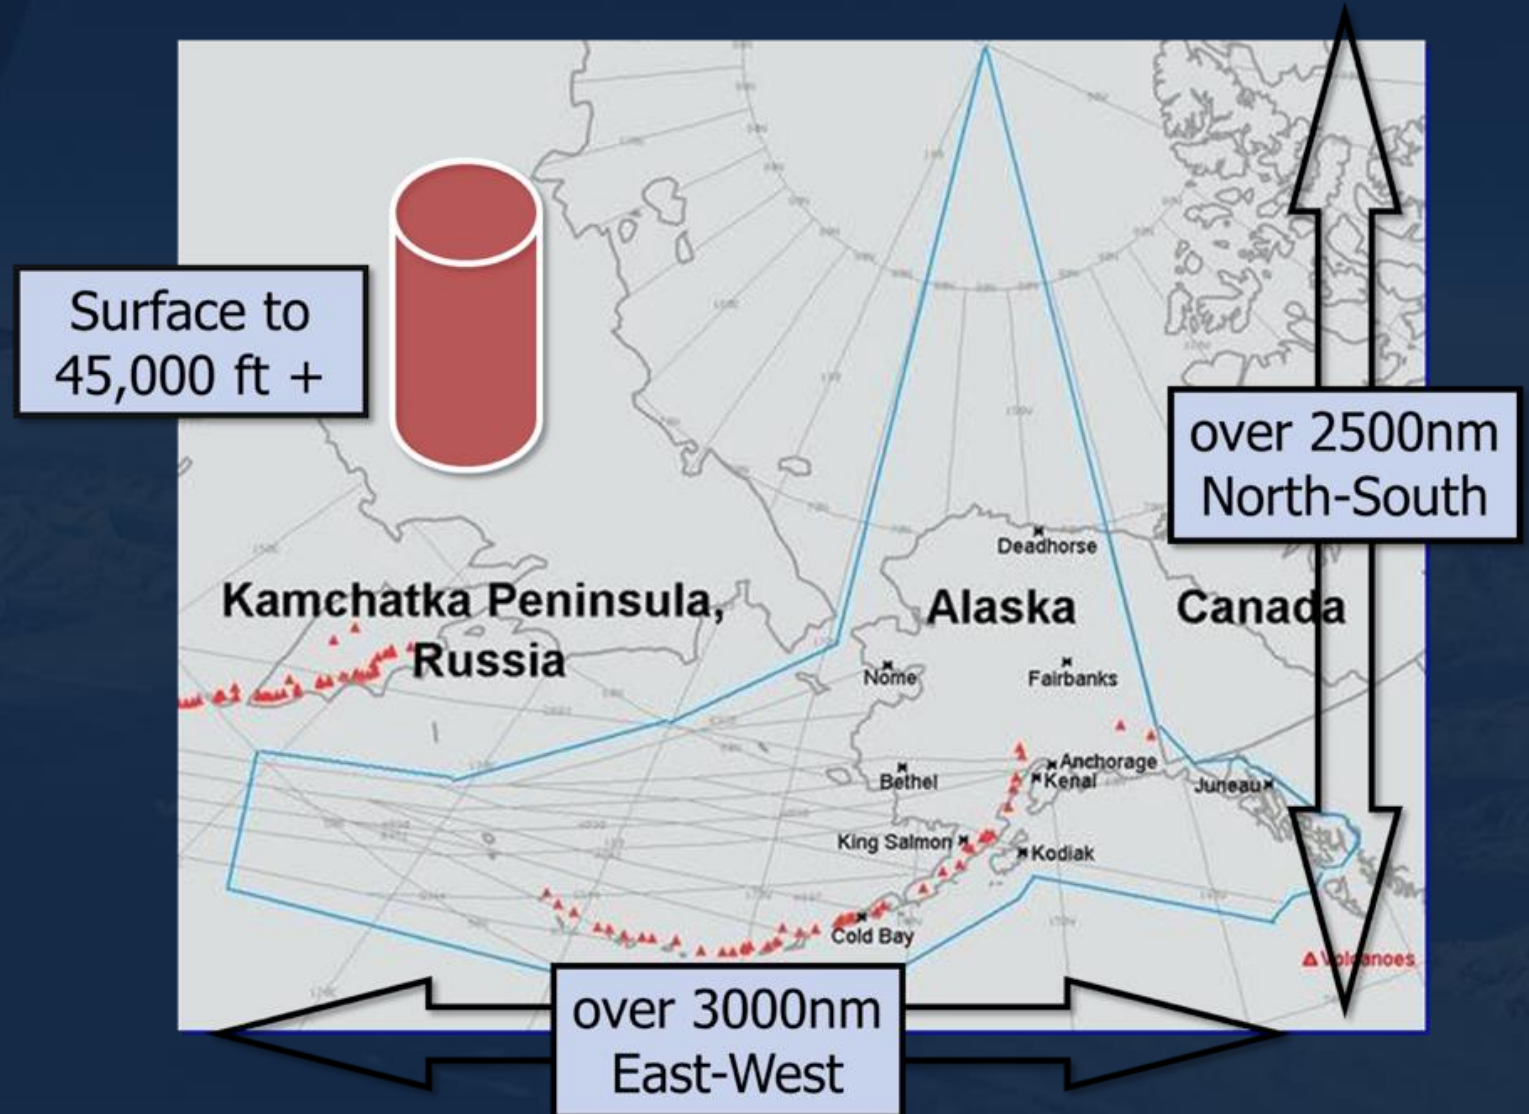 Surface to
45,000 ft +
over 2500nm
North-South
Deadhorse
Kamchatka Peninsula,
Russia
Alaska
Canada
Nome
Fairbanks
Anchorage
Kenai
Bethel
Juneau
King Salmon
Kodiak
Cold Bay
Volcanoes
over 3000nm
East-West